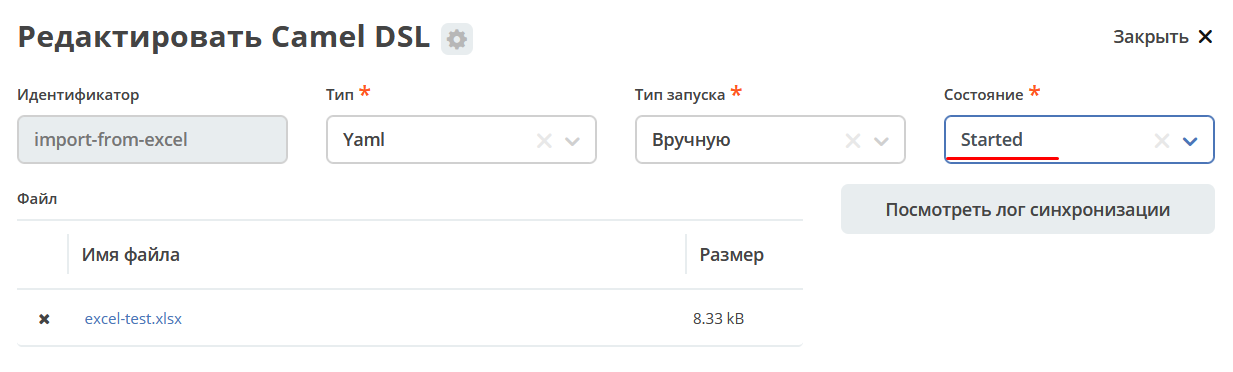 Редактировать Camel DSL
Закрыть
Идентификатор
Тип *
Тип запуска *
Состояние *
import-from-excel
Yaml
Вручную
Started
Файл
Посмотреть лог синхронизации
Имя файла
Размер
excel-test.xlsx
8.33 kB